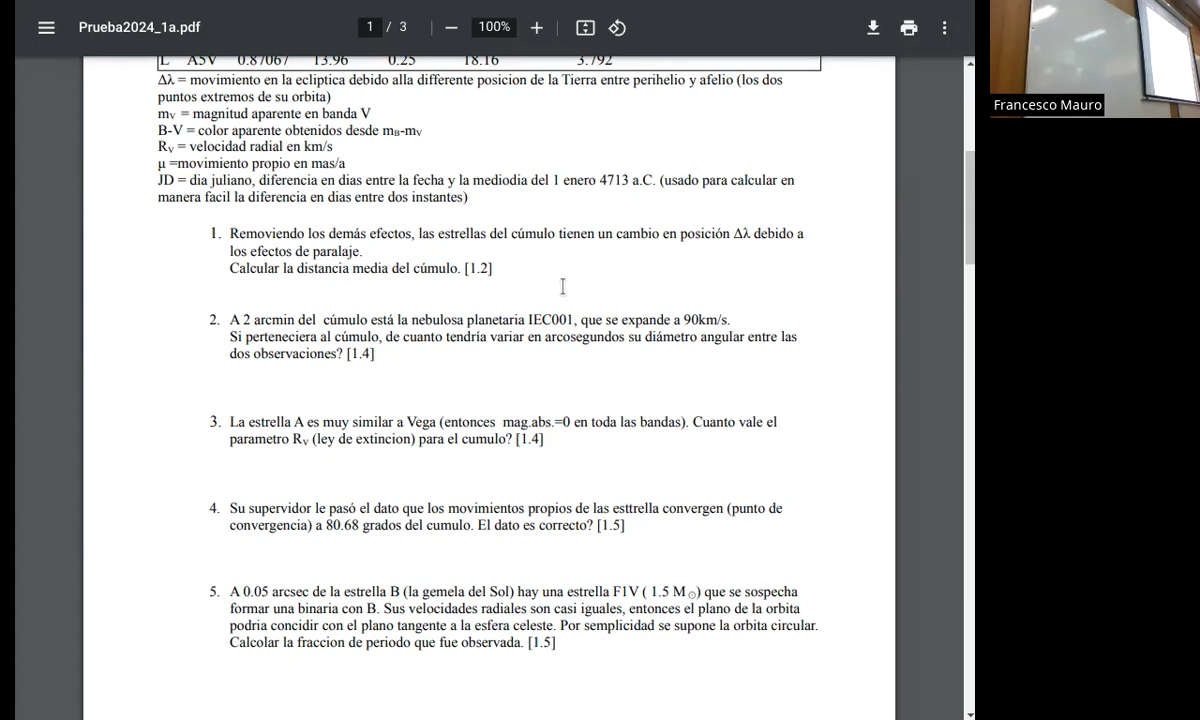 Prueba2024_1a.pdf
1 / 3
100%
L A5V 0.87067 13.96 0.25 18.16 3.792
Δλ = movimiento en la ecliptica debido alla differente posicion de la Tierra entre perihelio y afelio (los dos
puntos extremos de su orbita)
mV = magnitud aparente en banda V
B-V = color aparente obtenidos desde mB-mV
RV = velocidad radial en km/s
μ =movimiento propio en mas/a
JD = dia juliano, diferencia en dias entre la fecha y la mediodia del 1 enero 4713 a.C. (usado para calcular en
manera facil la diferencia en dias entre dos instantes)
1. Removiendo los demás efectos, las estrellas del cúmulo tienen un cambio en posición Δλ debido a
los efectos de paralaje.
Calcular la distancia media del cúmulo. [1.2]
2. A 2 arcmin del cúmulo está la nebulosa planetaria IEC001, que se expande a 90km/s.
Si perteneciera al cúmulo, de cuanto tendría variar en arcosegundos su diámetro angular entre las
dos observaciones? [1.4]
3. La estrella A es muy similar a Vega (entonces mag.abs.=0 en toda las bandas). Cuanto vale el
parametro RV (ley de extincion) para el cumulo? [1.4]
4. Su supervidor le pasó el dato que los movimientos propios de las esttrella convergen (punto de
convergencia) a 80.68 grados del cumulo. El dato es correcto? [1.5]
5. A 0.05 arcsec de la estrella B (la gemela del Sol) hay una estrella F1V ( 1.5 M☉) que se sospecha
formar una binaria con B. Sus velocidades radiales son casi iguales, entonces el plano de la orbita
podria concidir con el plano tangente a la esfera celeste. Por semplicidad se supone la orbita circular.
Calcolar la fraccion de periodo que fue observada. [1.5]
Francesco Mauro